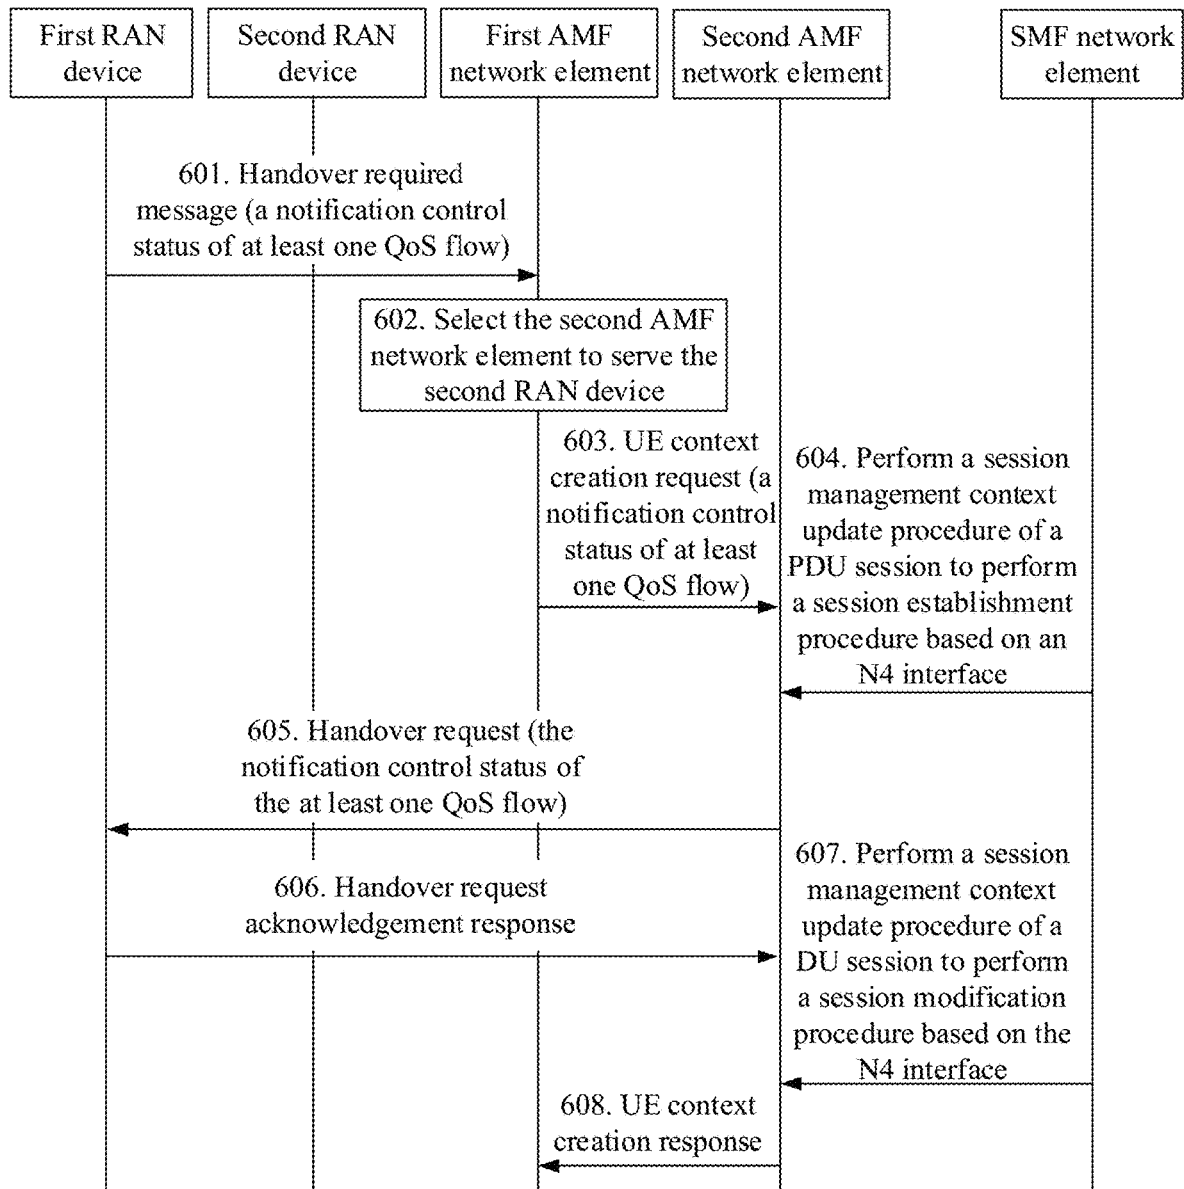 First RAN
device
Second RAN
device
First AMF
network element
Second AMF
network element
SMF network
element
601. Handover required
message (a notification control
status of at least one QoS flow)
602. Select the second AMF
network element to serve the
second RAN device
603. UE context
creation request (a
notification control
status of at least
one QoS flow)
604. Perform a session
management context
update procedure of a
PDU session to perform
a session establishment
procedure based on an
N4 interface
605. Handover request (the
notification control status of
the at least one QoS flow)
606. Handover request
acknowledgement response
607. Perform a session
management context
update procedure of a
DU session to perform
a session modification
procedure based on the
N4 interface
608. UE context
creation response